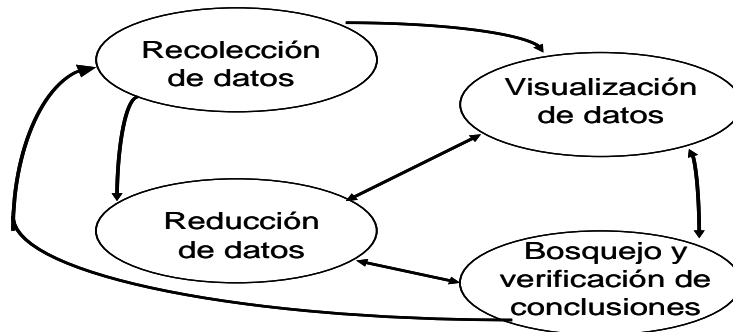 Recolección
de datos
Visualización
de datos
Reducción
de datos
Bosquejo y
verificación de
conclusiones